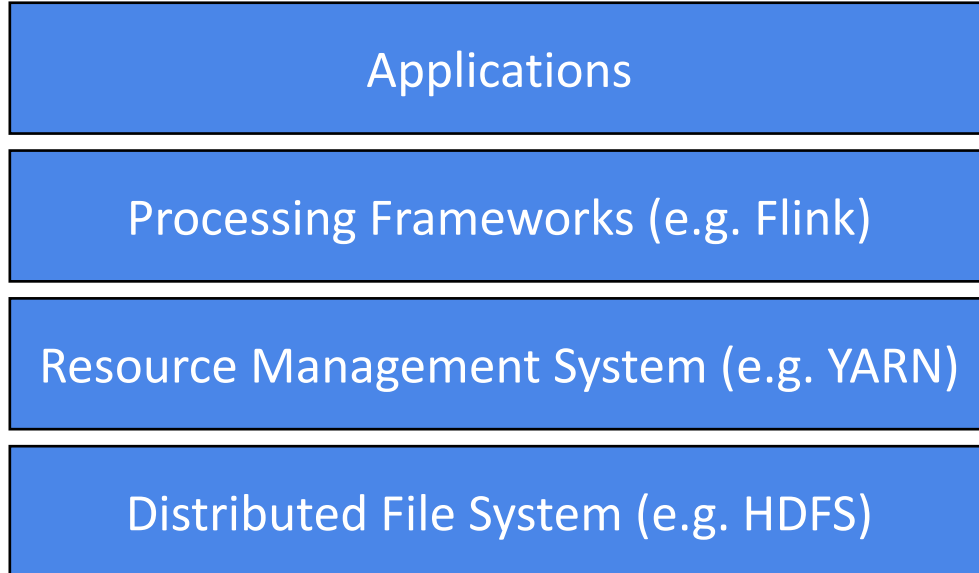 Applications
Processing Frameworks (e.g. Flink)
Resource Management System (e.g. YARN)
Distributed File System (e.g. HDFS)